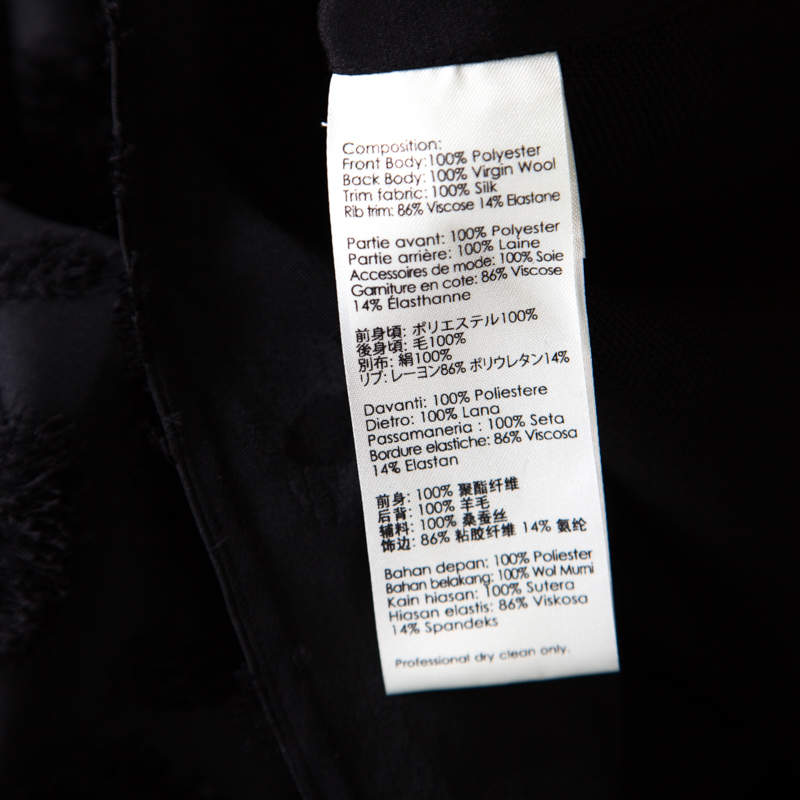 Composition:
Front Body:100% Polyester
Back Body: 100% Virgin Wool
Trim fabric: 100% Silk
Rib trim: 86% Viscose 14% Elastane
Partie avant: 100% Polyester
Partie arrière: 100% Laine
Accessoires de mode: 100% Soie
Garniture en cote: 86% Viscose
14% Élasthanne
前身頃: ポリエステル100%
後身頃: 毛100%
別布: 絹100%
リブ: レーヨン86% ポリウレタン14%
Davanti: 100% Poliestere
Dietro: 100% Lana
Passamaneria : 100% Seta
Bordure elastiche: 86% Viscosa
14% Elastan
前身: 100% 聚酯纤维
后背: 100% 羊毛
辅料: 100% 桑蚕丝
饰边: 86% 粘胶纤维 14% 氨纶
Bahan depan: 100% Poliester
Bahan belakang: 100% Wol Murni
Kain hiasan: 100% Sutera
Hiasan elastis: 86% Viskosa
14% Spandeks
Professional dry clean only.